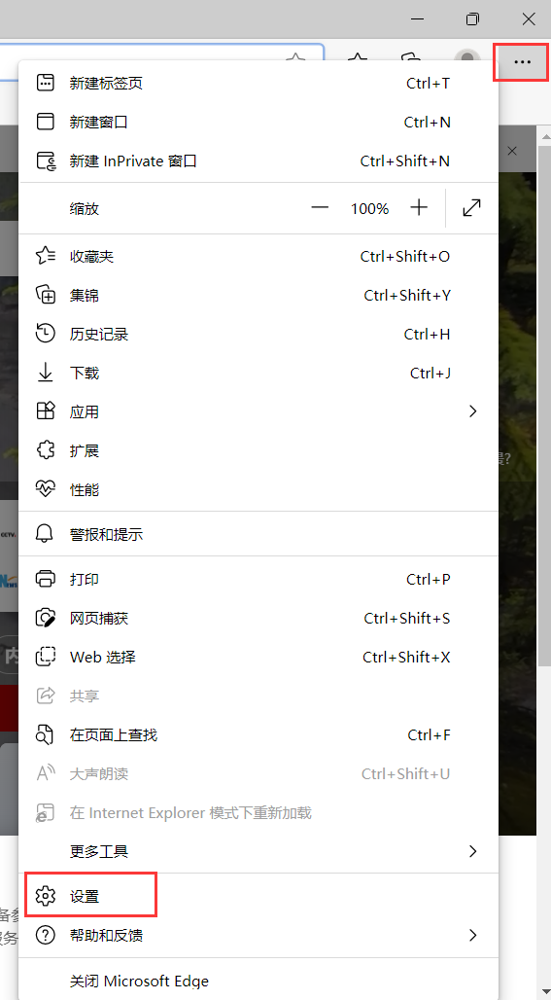 新建标签页 Ctrl+T
新建窗口 Ctrl+N
新建 InPrivate 窗口 Ctrl+Shift+N
缩放 100%
收藏夹 Ctrl+Shift+O
集锦 Ctrl+Shift+Y
历史记录 Ctrl+H
下载 Ctrl+J
应用
扩展
性能
警报和提示
CCTV.
打印 Ctrl+P
网页捕获 Ctrl+Shift+S
Web 选择 Ctrl+Shift+X
内
共享
在页面上查找 Ctrl+F
大声朗读 Ctrl+Shift+U
在 Internet Explorer 模式下重新加载
更多工具
设置
帮助和反馈
关闭 Microsoft Edge